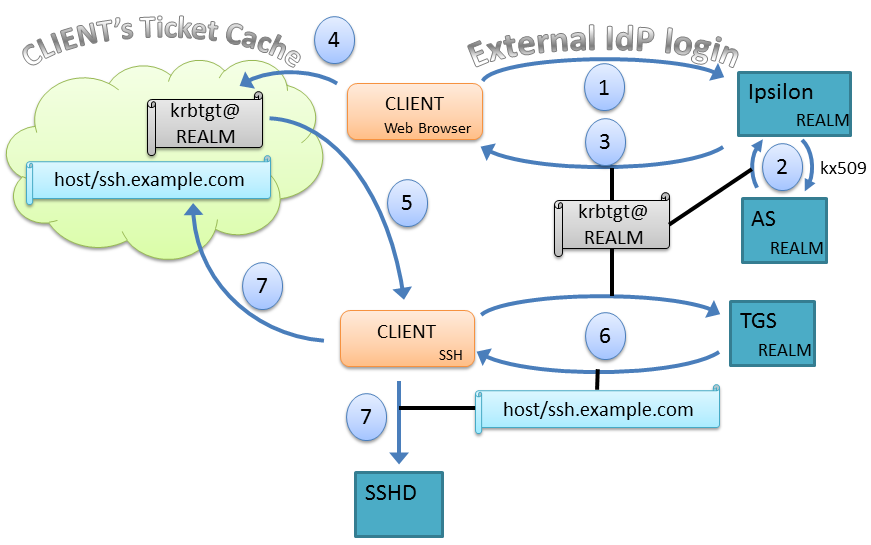 CLIENT's Ticket Cache
4
External IdP login
krbtgt@
REALM
CLIENT
Web Browser
1
Ipsilon
REALM
3
2
kx509
host/ssh.example.com
5
krbtgt@
REALM
AS
REALM
7
CLIENT
SSH
6
TGS
REALM
7
host/ssh.example.com
SSHD